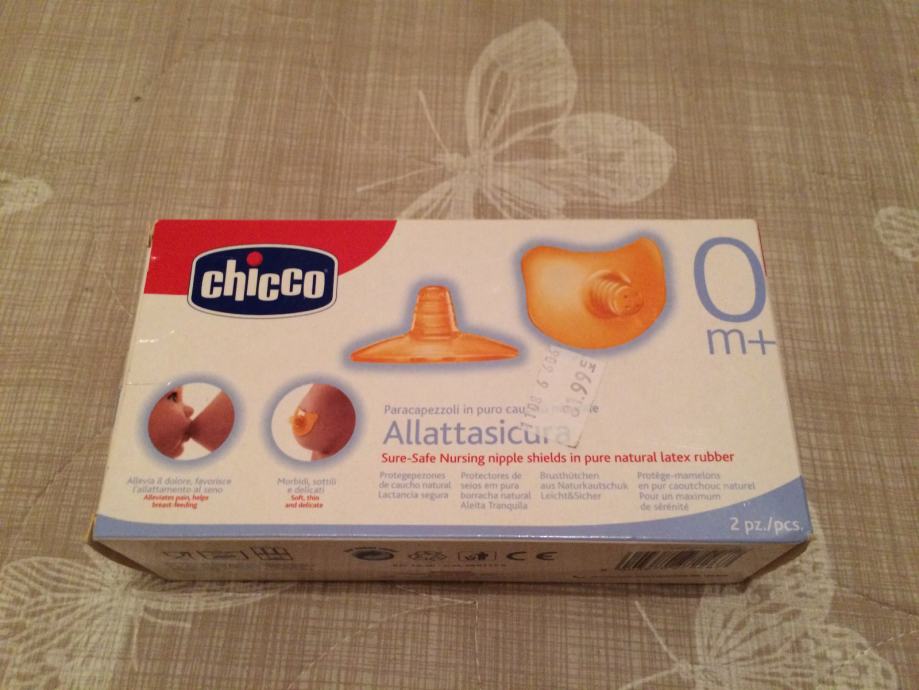 chicco
0
m+
Paracapezzoli in puro
Allattasicura
Sure-Safe Nursing nipple shields in pure natural latex rubber
Allevia il dolore, favorisce
l'allattamento al seno
Alleviates pain, helps
breast-feeding
Morbidi, sottili
e delicati
Soft, thin
and delicate
Protegepezones
de caucho natural
Lactancia segura
Protectores de
seios em pura
borracha natural
Aleita Tranquila
Brusthütchen
aus Naturkautschuk
Leicht&Sicher
Protège-mamelons
en pur caoutchouc naturel
Pour un maximum
de sérénité
2 pz./pcs.
CE